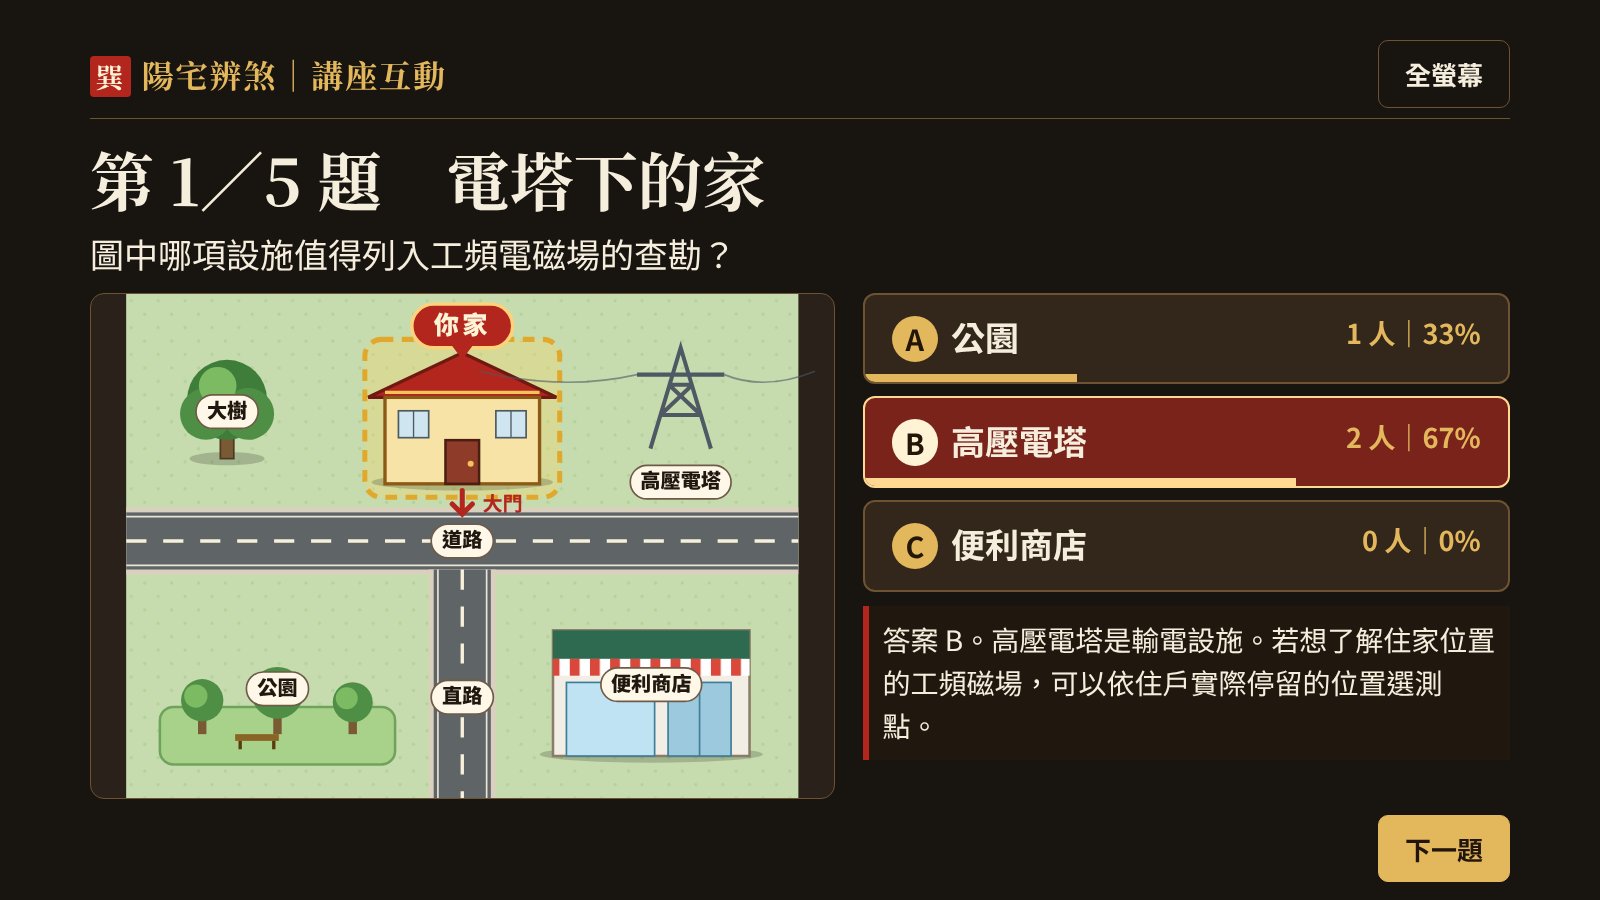 巽 陽宅辨煞｜講座互動
全螢幕
第 1／5 題　電塔下的家
圖中哪項設施值得列入工頻電磁場的查勘？
你家
大樹
高壓電塔
大門
道路
公園
直路
便利商店
A 公園 1 人｜33%
B 高壓電塔 2 人｜67%
C 便利商店 0 人｜0%
答案 B。高壓電塔是輸電設施。若想了解住家位置
的工頻磁場，可以依住戶實際停留的位置選測
點。
下一題